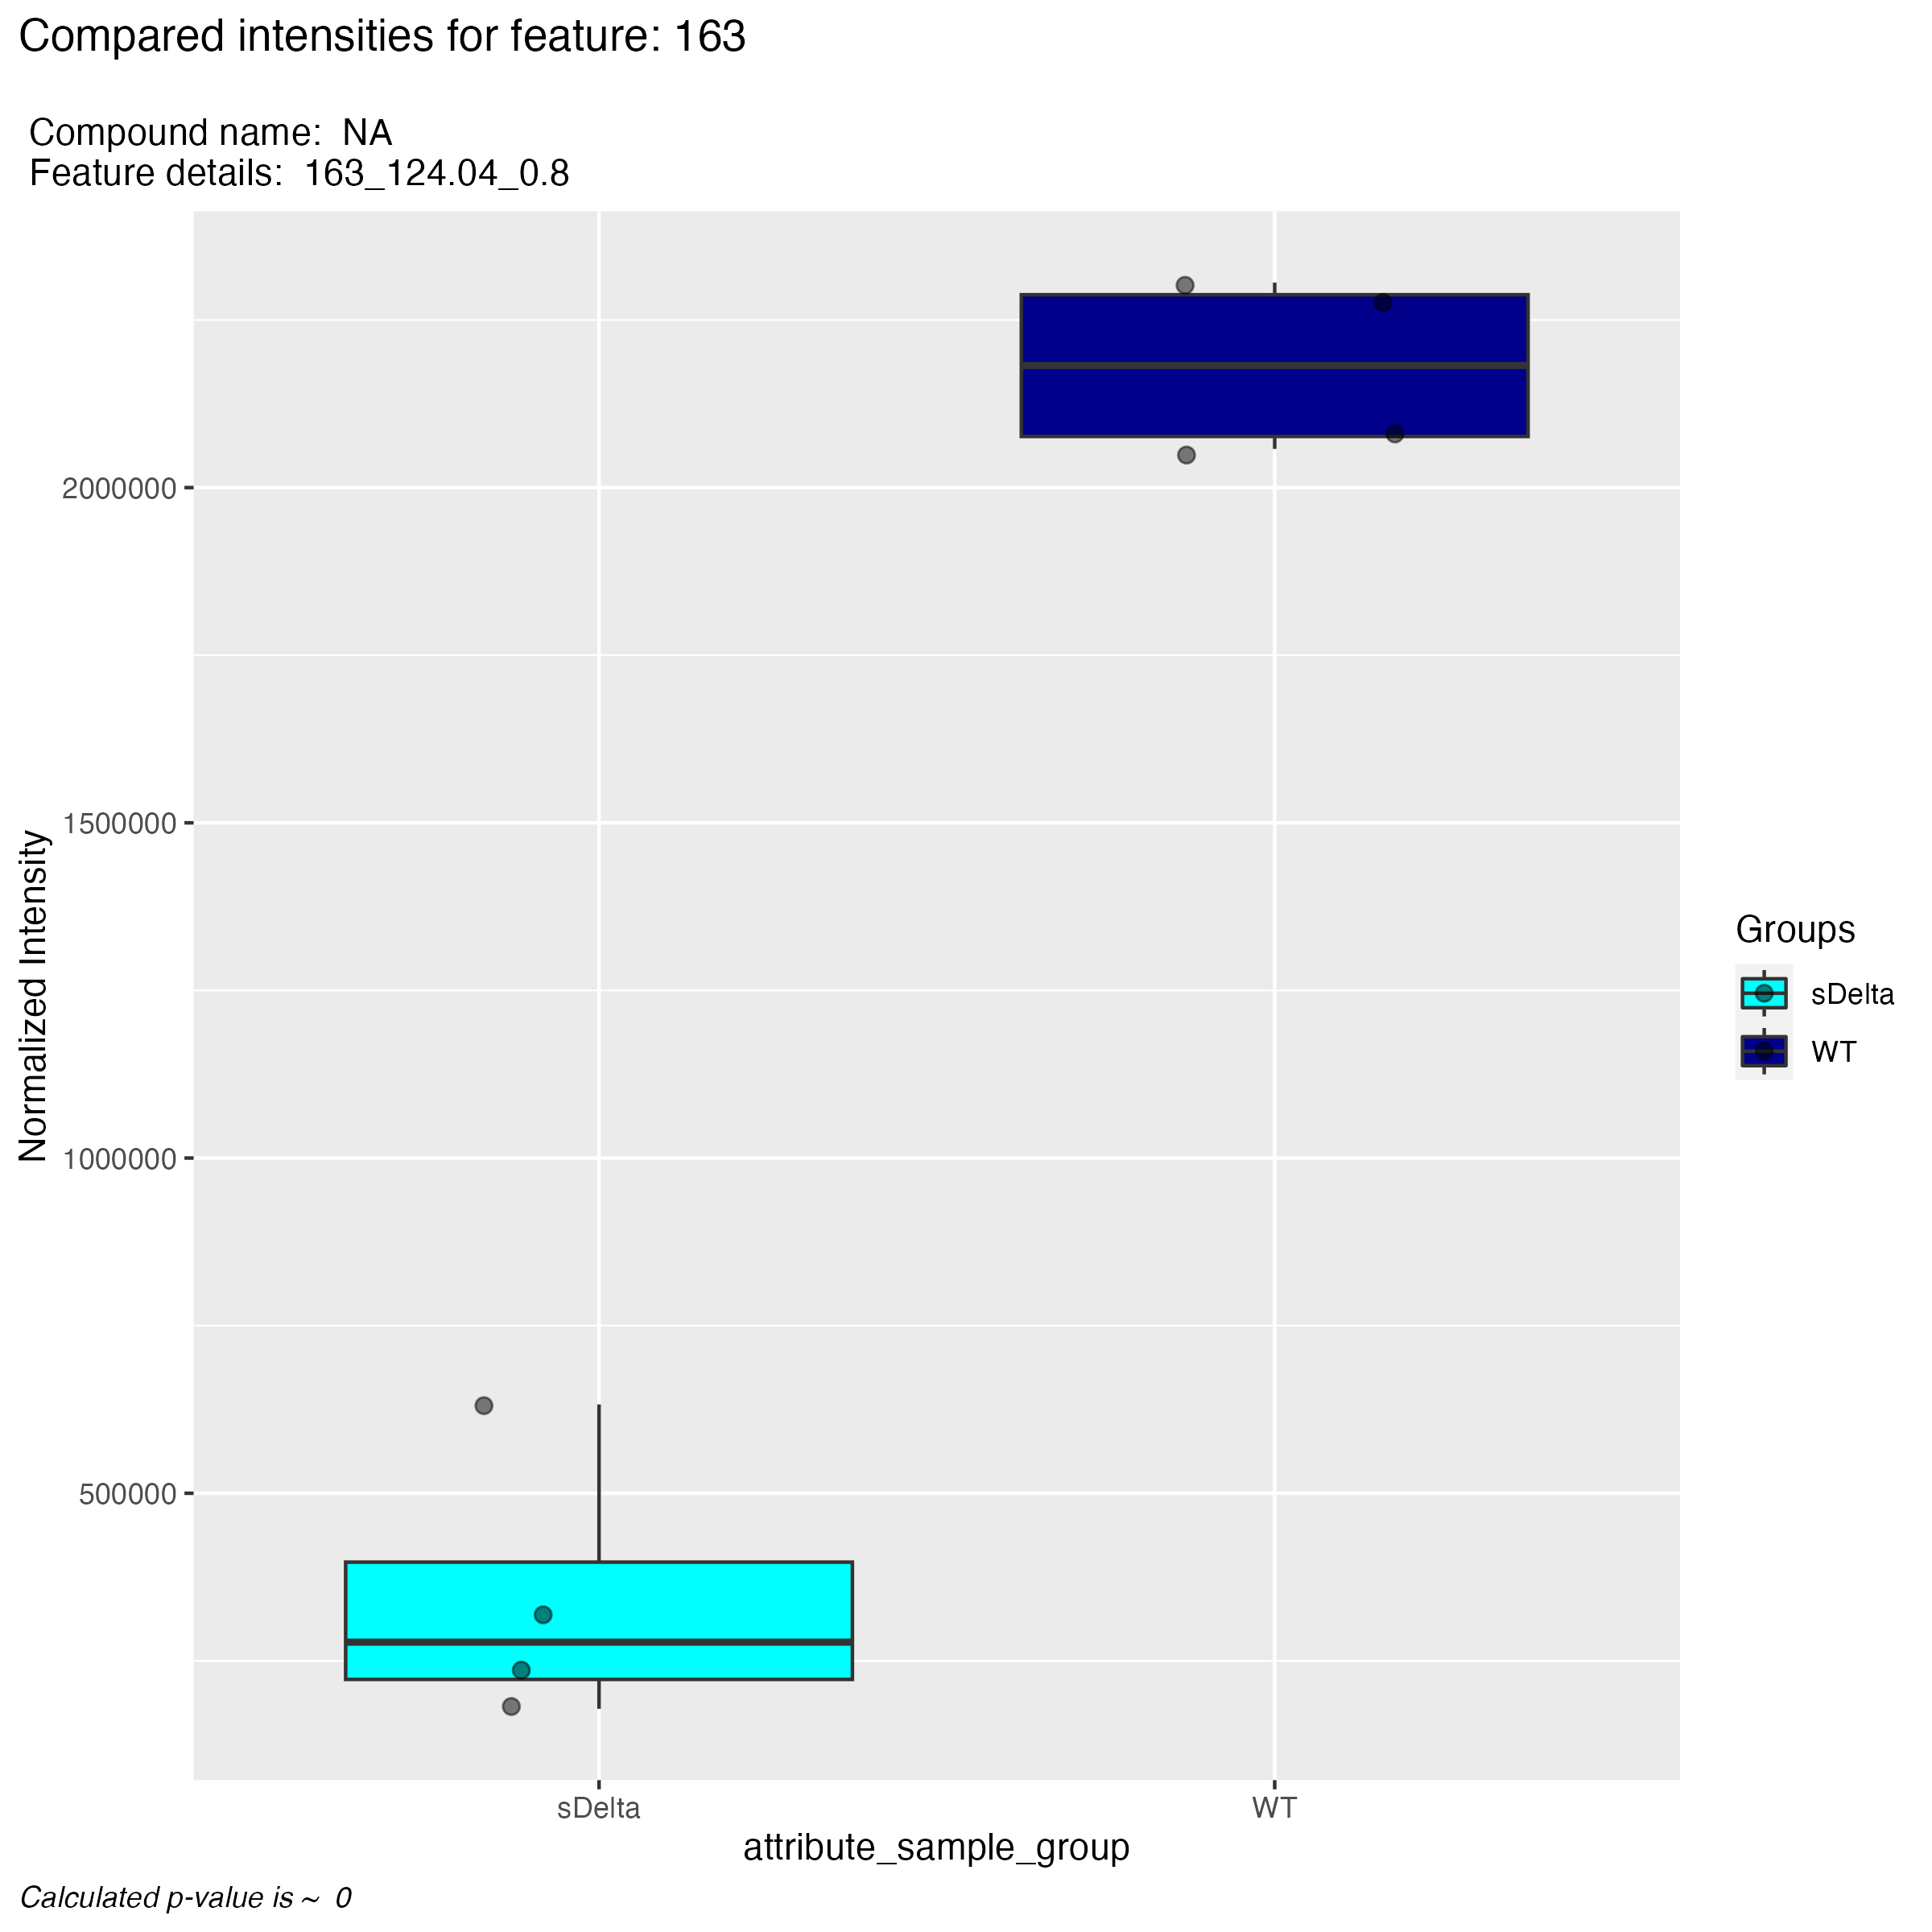 Compared intensities for feature: 163
Compound name:  NA
Feature details:  163_124.04_0.8
Normalized Intensity
2000000
1500000
1000000
500000
sDelta
WT
attribute_sample_group
Groups
sDelta
WT
Calculated p-value is ~  0